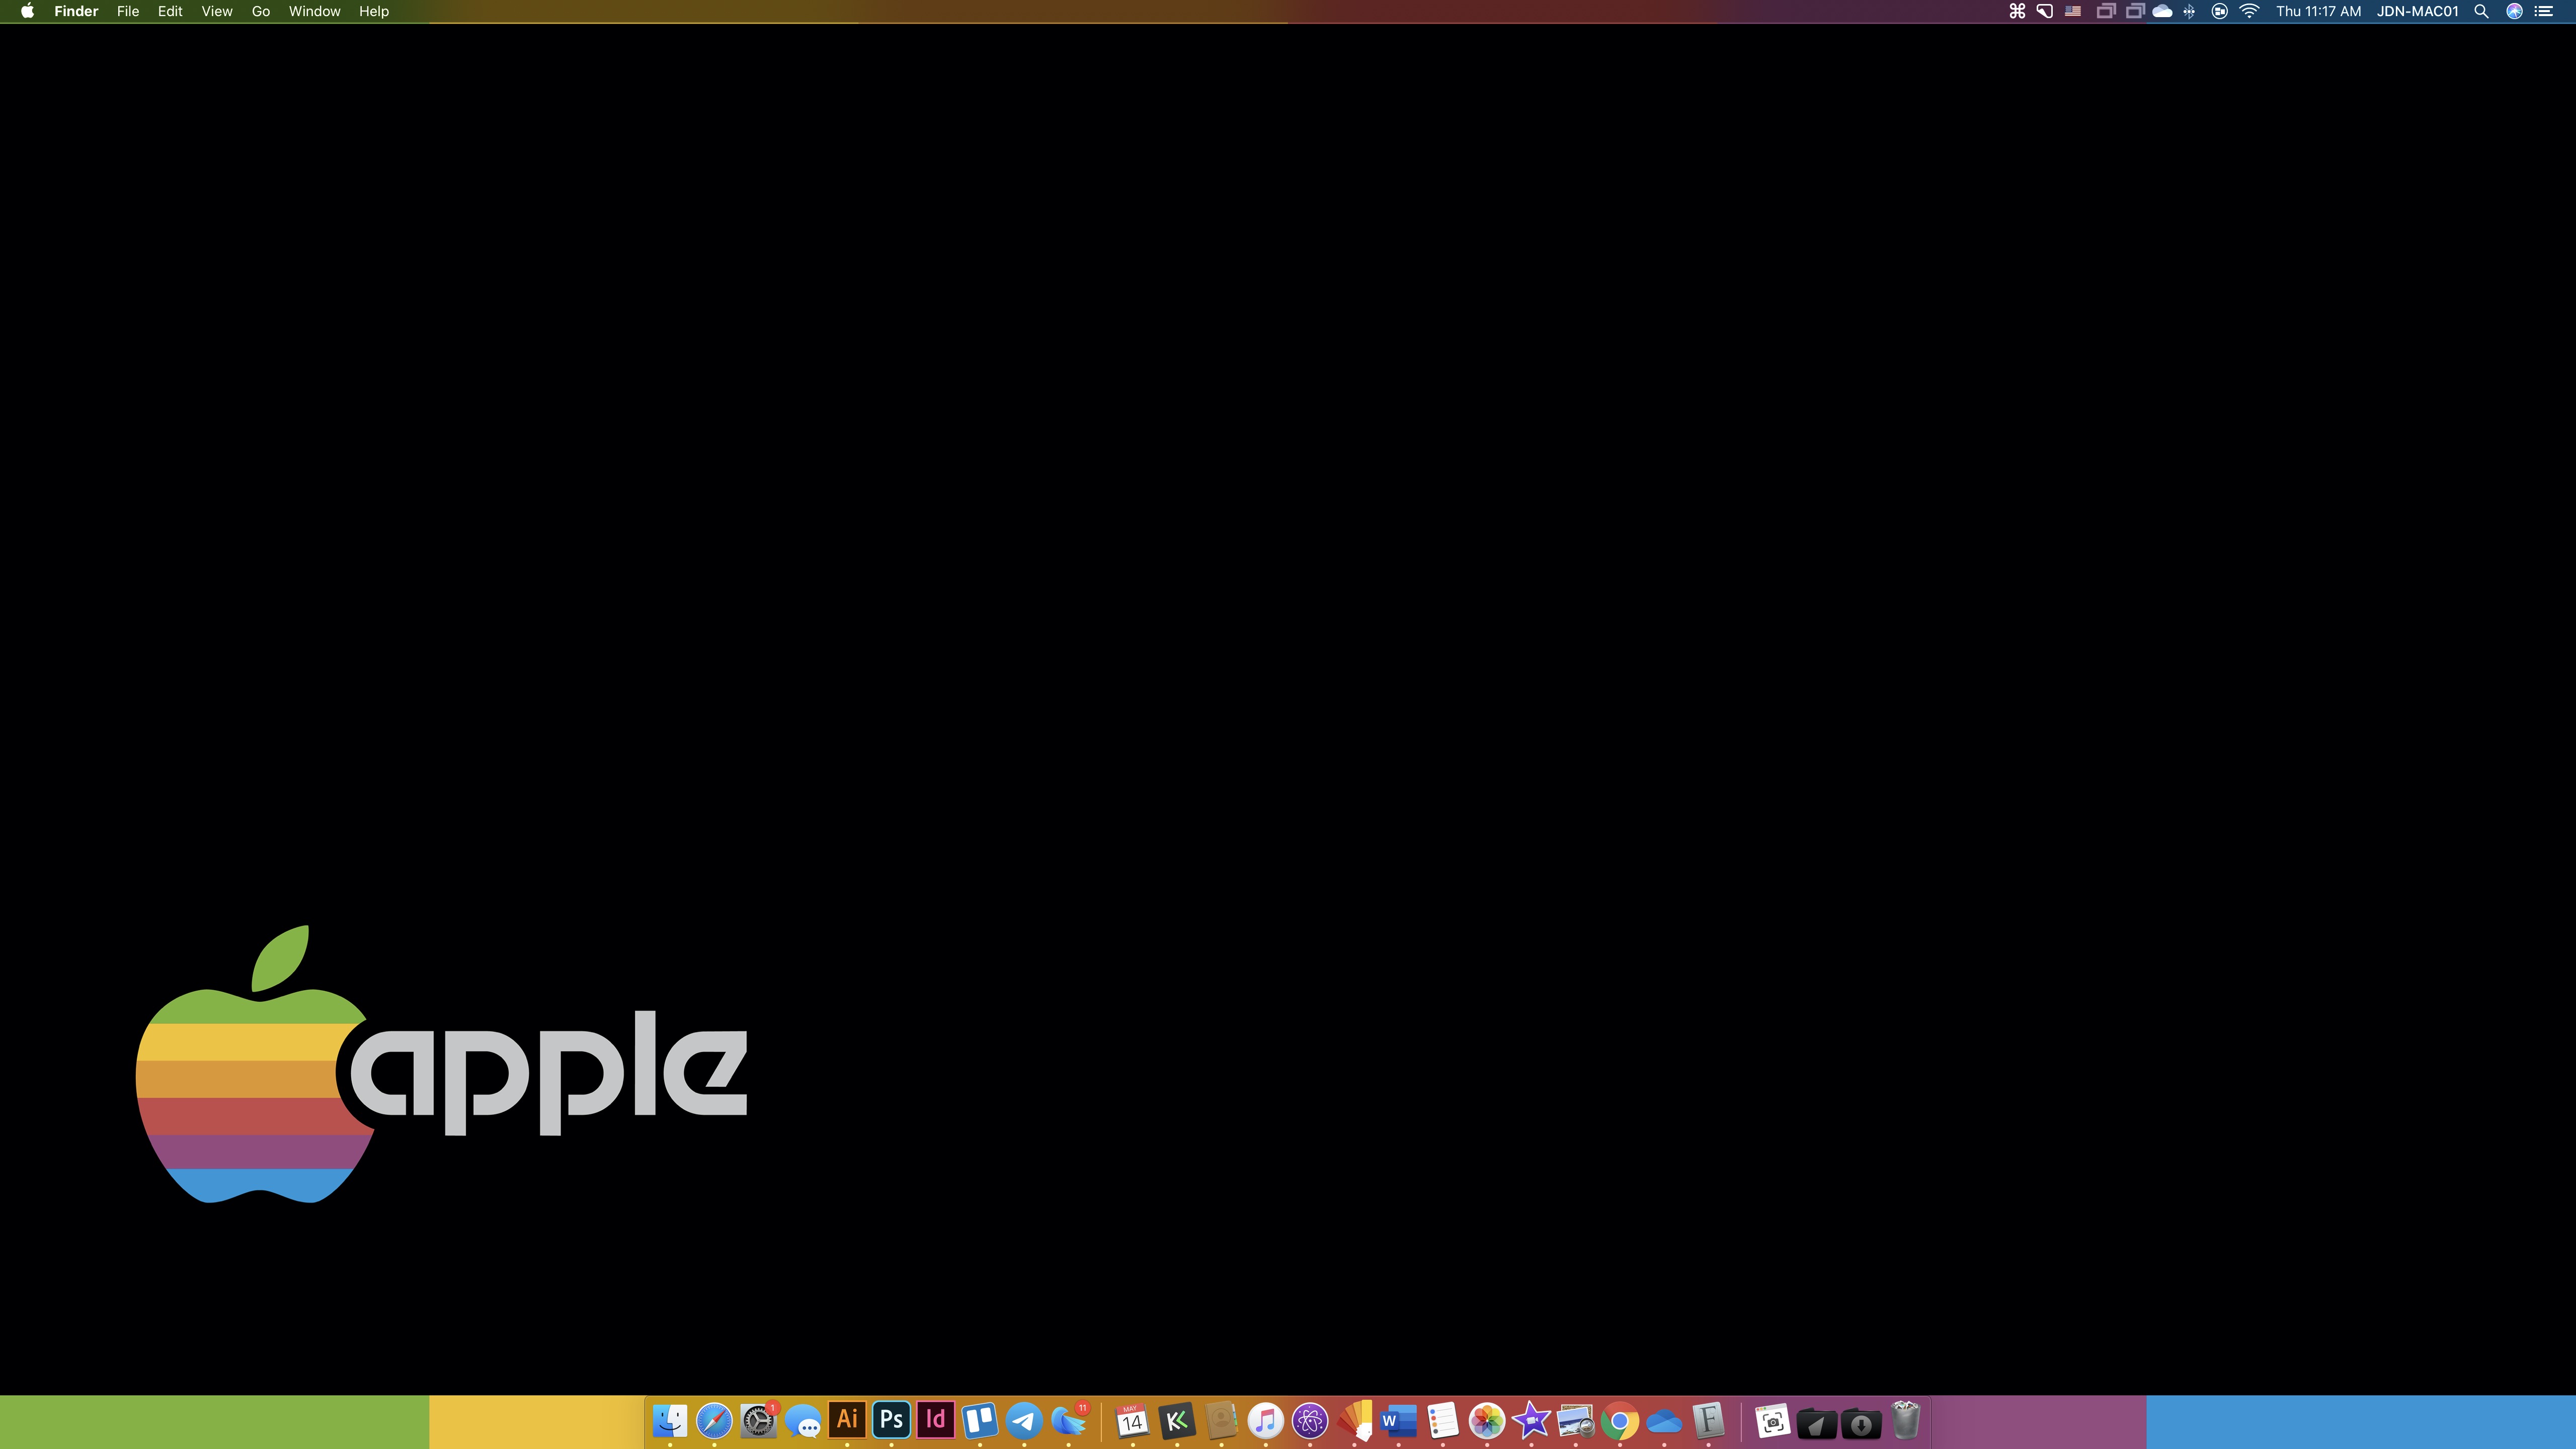 Finder File Edit View Go Window Help Thu 11:17 AM JDN-MAC01
apple
1 Ai Ps Id 11 MAY 14 K W F